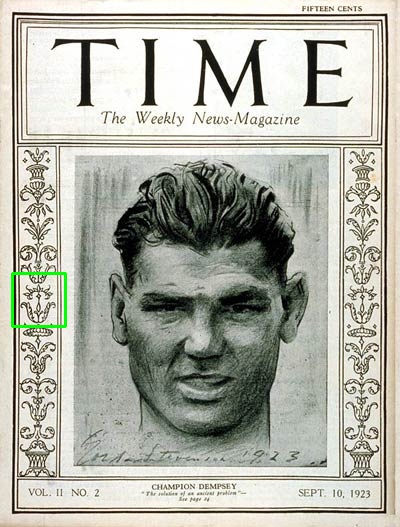 FIFTEEN CENTS
TIME
The Weekly News-Magazine
1923
CHAMPION DEMPSEY
"The solution of an ancient problem"—
See page 24
VOL. II NO. 2
SEPT. 10, 1923